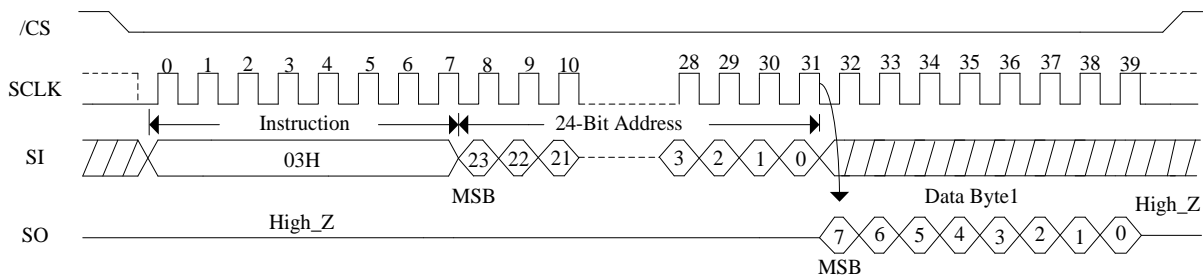 /CS
0 1 2 3 4 5 6 7 8 9 10 28 29 30 31 32 33 34 35 36 37 38 39
SCLK
Instruction 24-Bit Address
SI 03H 23 22 21 3 2 1 0
MSB Data Byte1
High_Z High_Z
SO 7 6 5 4 3 2 1 0
MSB